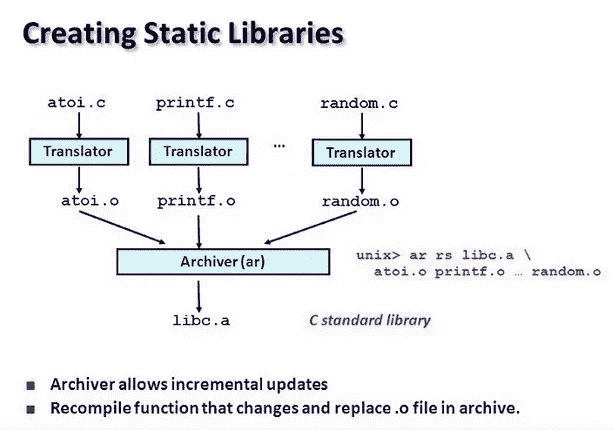 Creating Static Libraries
atoi.c printf.c random.c
Translator Translator ... Translator
atoi.o printf.o random.o
Archiver (ar)
unix> ar rs libc.a \
atoi.o printf.o … random.o
libc.a C standard library
■ Archiver allows incremental updates
■ Recompile function that changes and replace .o file in archive.